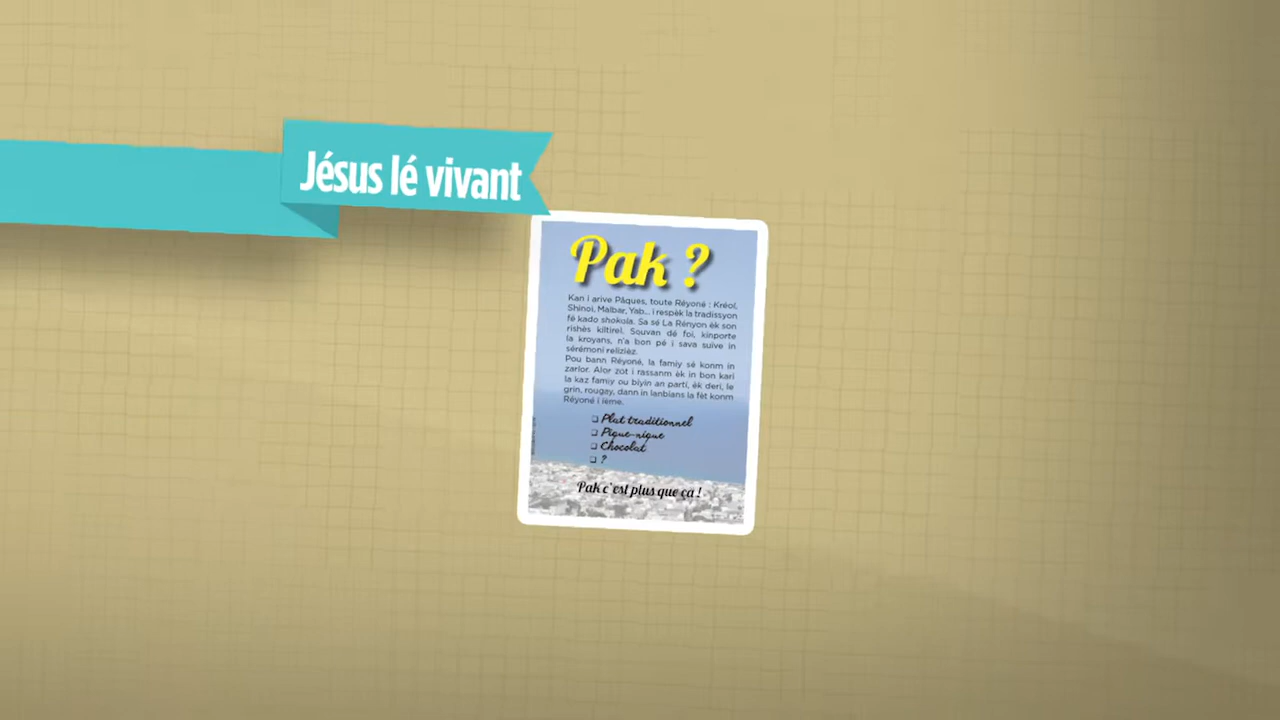 Jésus lé vivant
Pak ?
Kan i arive Pâques, toute Réyoné : Kréol,
Shinoi, Malbar, Yab... i respèk la tradissyon
fé kado shokola. Sa sé La Rényon èk son
rishès kiltirel. Souvan dé foi, kinporte
la kroyans, n'a bon pé i sava suive in
sérémoni reliziéz.
Pou bann Réyoné, la famiy sé konm in
zarlor. Alor zot i rassanm èk in bon kari
la kaz famiy ou biyin an parti, èk deri, le
grin, rougay, dann in lanbians la fèt konm
Réyoné i ième.
❑ Plat traditionnel
❑ Pique-nique
❑ Chocolat
❑ ?
Pak c'est plus que ça !